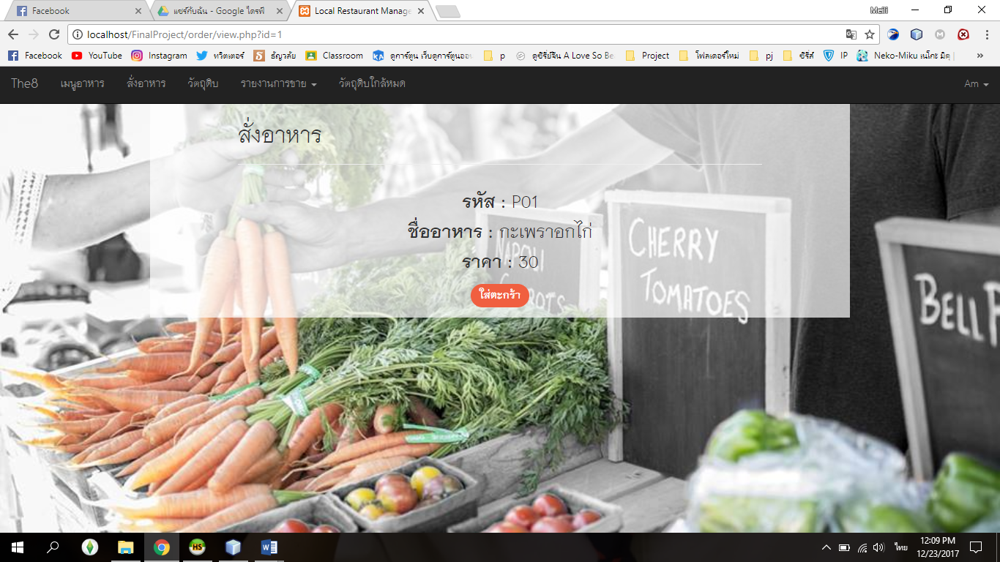 Facebook
แชร์กับฉัน - Google ไดรฟ์
Local Restaurant Manage
Meiii
localhost/FinalProject/order/view.php?id=1
Facebook YouTube Instagram ทวิตเตอร์ ธัญวลัย Classroom ดูการ์ตูน เว็บดูการ์ตูนออน p ดูซีรี่ย์จีน A Love So Be Project โฟลเดอร์ใหม่ pj ซีรี่ส์ IP Neko-Miku เนโกะ มิคุ | »
The8 เมนูอาหาร สั่งอาหาร วัตถุดิบ รายงานการขาย วัตถุดิบใกล้หมด Am
สั่งอาหาร
รหัส : P01
ชื่ออาหาร : กะเพราอกไก่
ราคา : 30
ใส่ตะกร้า
NAPOLI
CHERRY
TOMATOES
BELL
HS
W
ไทย
12:09 PM
12/23/2017